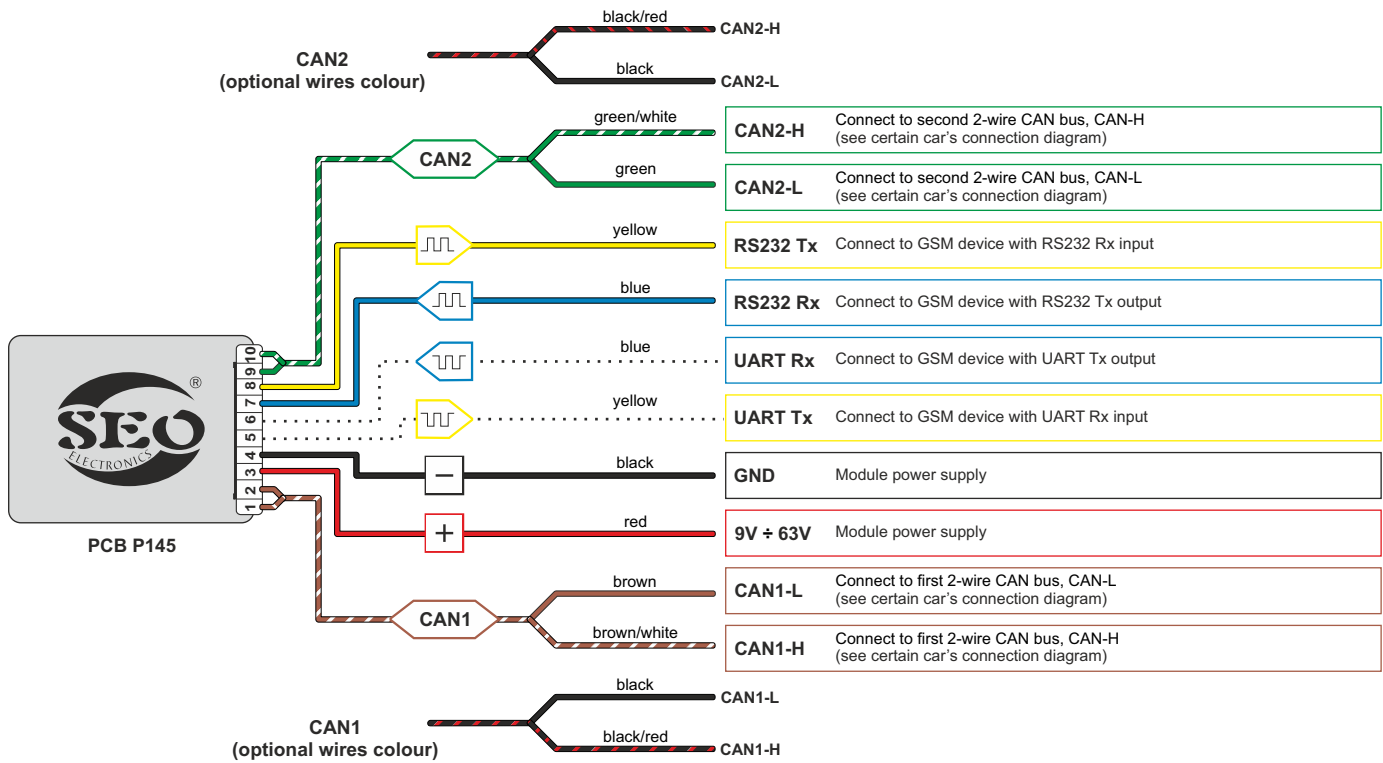 black/red
CAN2-H
CAN2
(optional wires colour)
black
CAN2-L
green/white
CAN2
CAN2-H
Connect to second 2-wire CAN bus, CAN-H
(see certain car's connection diagram)
green
CAN2-L
Connect to second 2-wire CAN bus, CAN-L
(see certain car's connection diagram)
yellow
RS232 Tx
Connect to GSM device with RS232 Rx input
blue
RS232 Rx
Connect to GSM device with RS232 Tx output
blue
UART Rx
Connect to GSM device with UART Tx output
yellow
UART Tx
Connect to GSM device with UART Rx input
black
−
GND
Module power supply
red
+
9V ÷ 63V
Module power supply
brown
CAN1-L
Connect to first 2-wire CAN bus, CAN-L
(see certain car's connection diagram)
CAN1
brown/white
CAN1-H
Connect to first 2-wire CAN bus, CAN-H
(see certain car's connection diagram)
SEO
®
ELECTRONICS
10
9
8
7
6
5
4
3
2
1
PCB P145
black
CAN1-L
CAN1
(optional wires colour)
black/red
CAN1-H